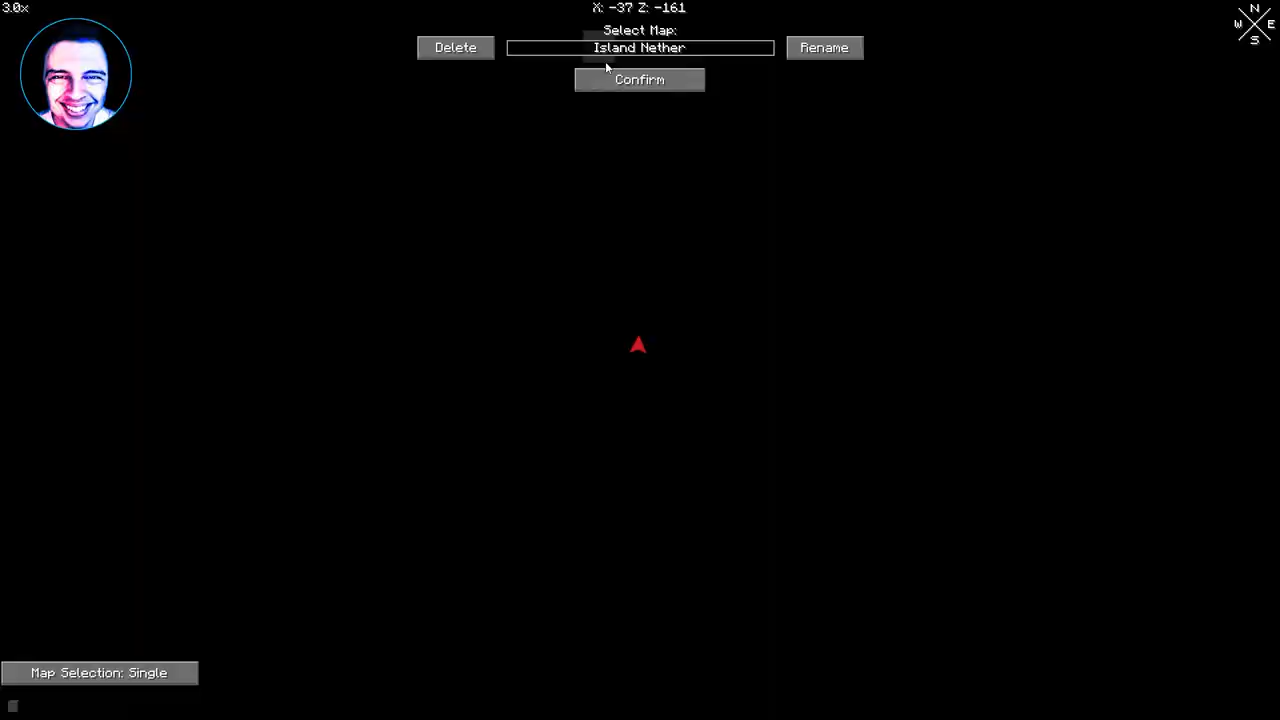 3.0x
X: -37 Z: -161
N
W E
S
Select Map:
Delete
Island Nether
Rename
Confirm
Map Selection: Single